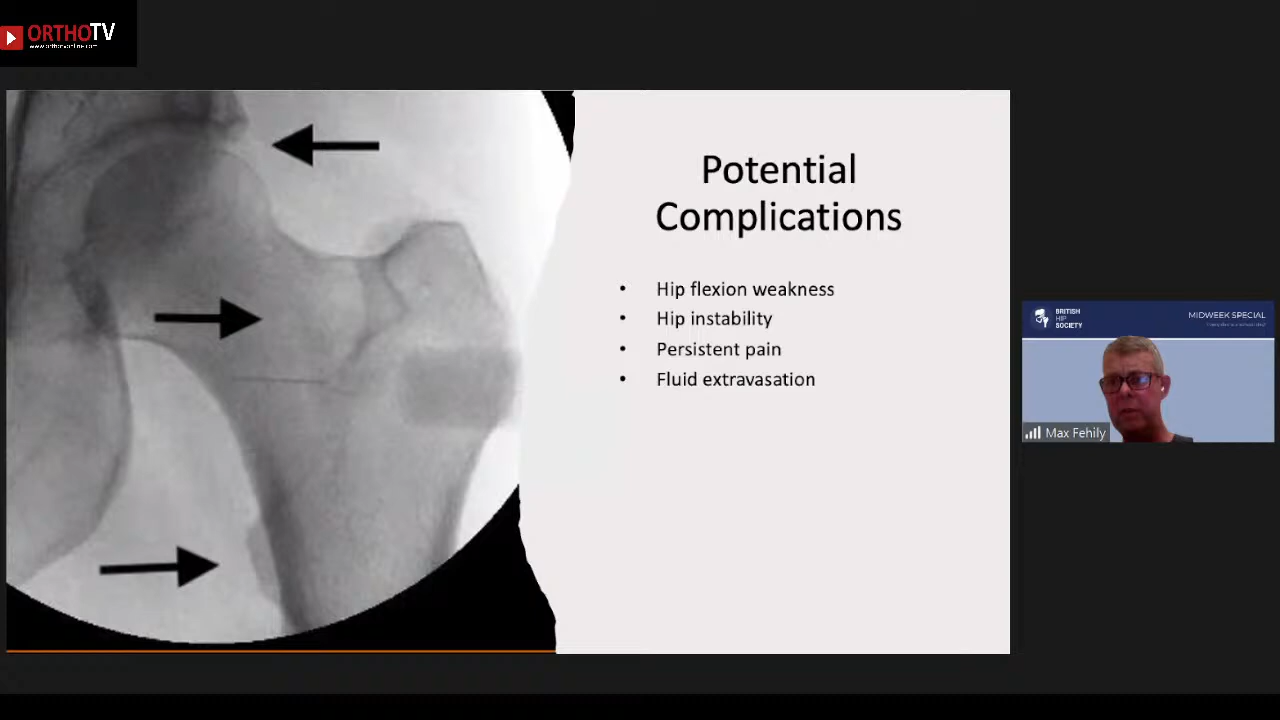 ORTHOTV
Potential
Complications
• Hip flexion weakness
• Hip instability
• Persistent pain
• Fluid extravasation
BRITISH
HIP
SOCIETY
MIDWEEK SPECIAL
Max Fehily